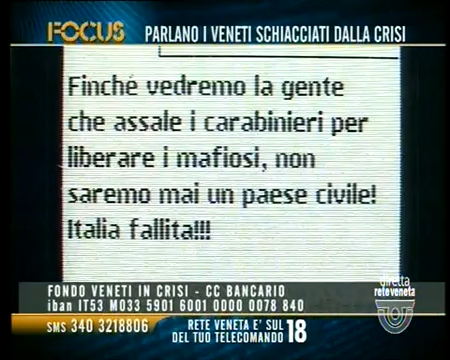 FOCUS PARLANO I VENETI SCHIACCIATI DALLA CRISI
Finché vedremo la gente
che assale i carabinieri per
liberare i mafiosi, non
saremo mai un paese civile!
Italia fallita!!!
diretta
reteveneta
FONDO VENETI IN CRISI - CC BANCARIO
iban IT53 M033 5901 6001 0000 0078 840
SMS 340 3218806
RETE VENETA E' SUL 18
DEL TUO TELECOMANDO